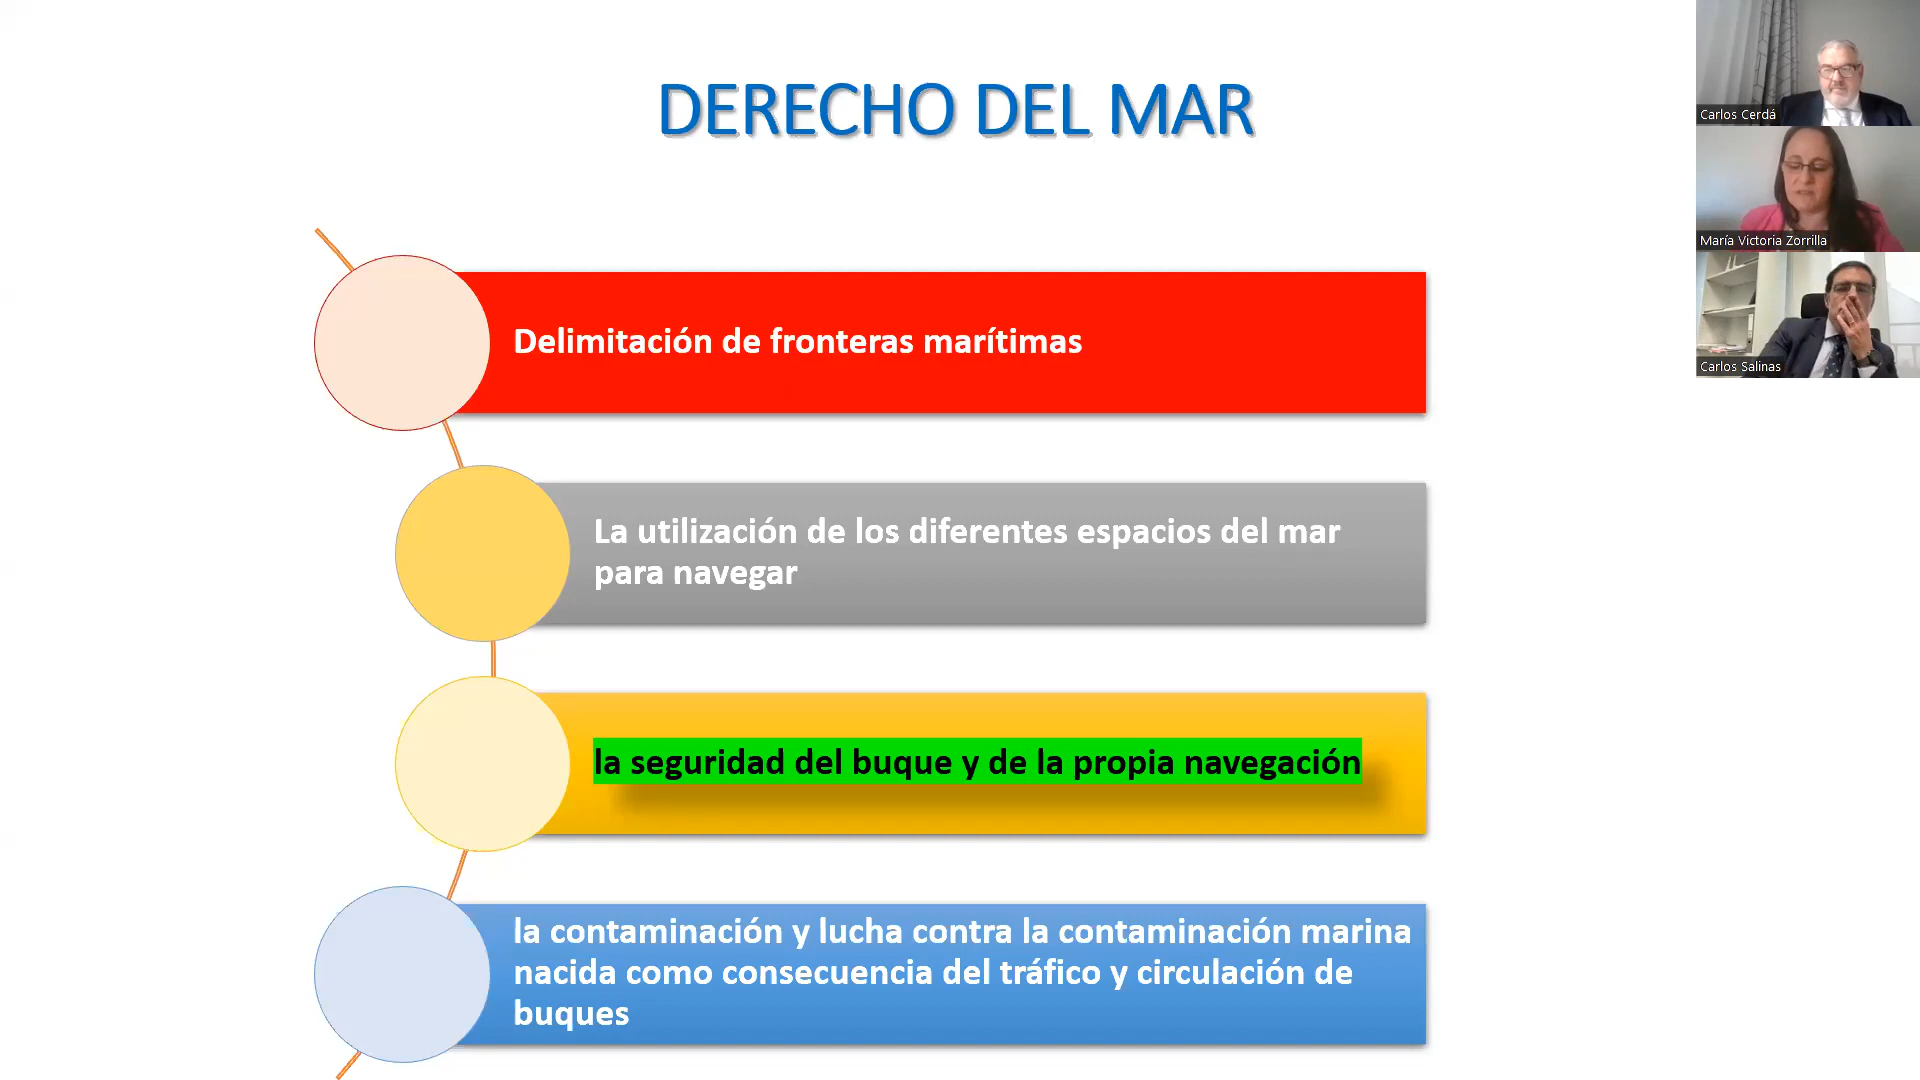 DERECHO DEL MAR
Delimitación de fronteras marítimas
La utilización de los diferentes espacios del mar
para navegar
la seguridad del buque y de la propia navegación
la contaminación y lucha contra la contaminación marina
nacida como consecuencia del tráfico y circulación de
buques
Carlos Cerdá
María Victoria Zorrilla
Carlos Salinas